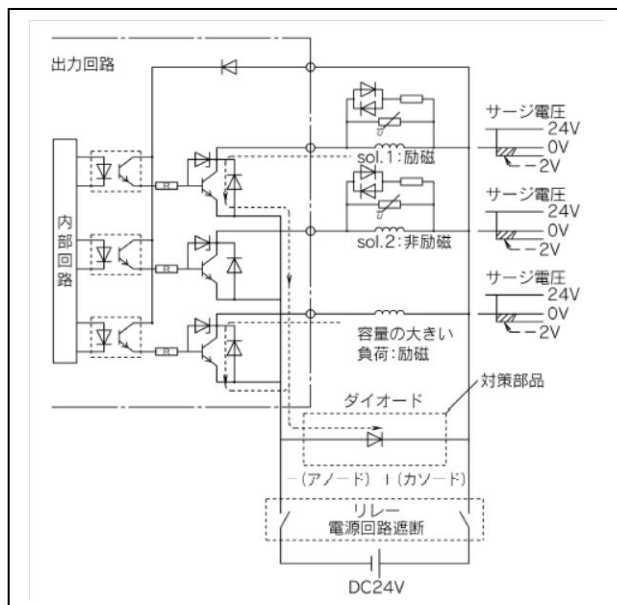 出力回路
サージ電圧
24V
0V
-2V
sol.1:励磁
サージ電圧
24V
0V
-2V
sol.2:非励磁
内部回路
サージ電圧
24V
0V
-2V
容量の大きい
負荷:励磁
対策部品
ダイオード
−(アノード) +(カソード)
リレー
電源回路遮断
DC24V
R
R
R